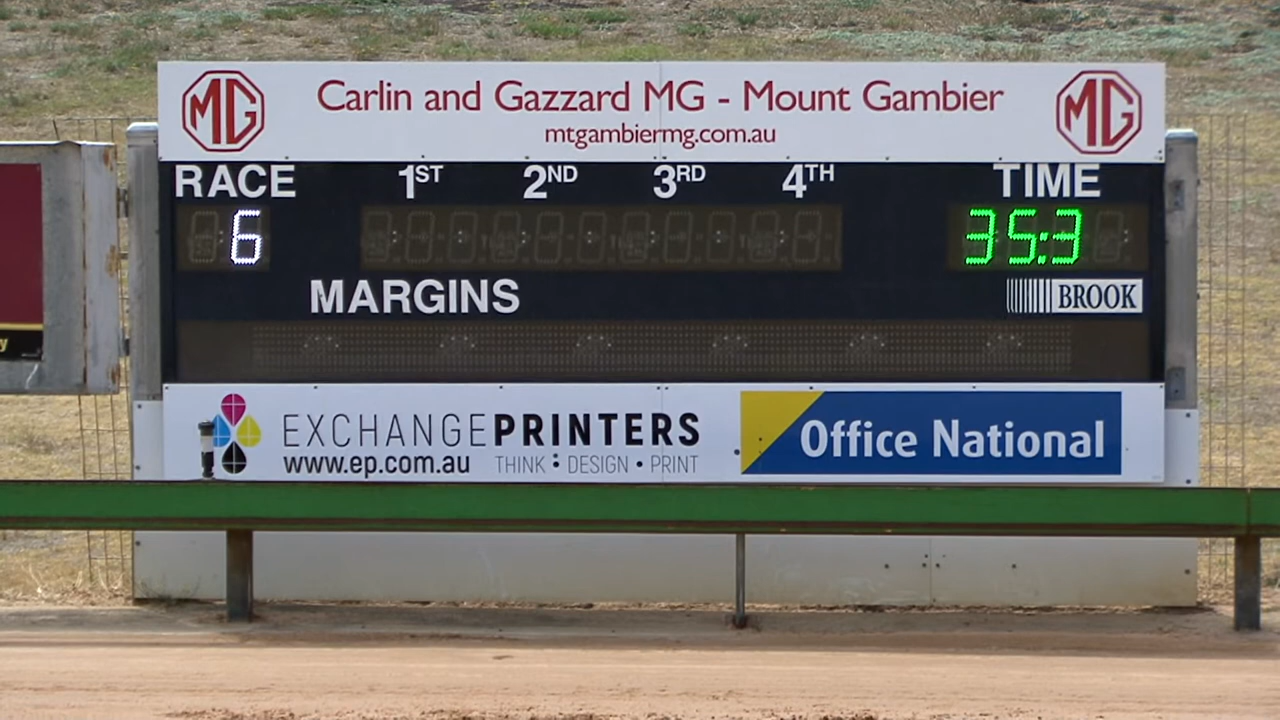 MG Carlin and Gazzard MG - Mount Gambier MG
mtgambiermg.com.au
RACE 1ST 2ND 3RD 4TH TIME
6 35:3
MARGINS BROOK
EXCHANGEPRINTERS
www.ep.com.au THINK • DESIGN • PRINT
Office National